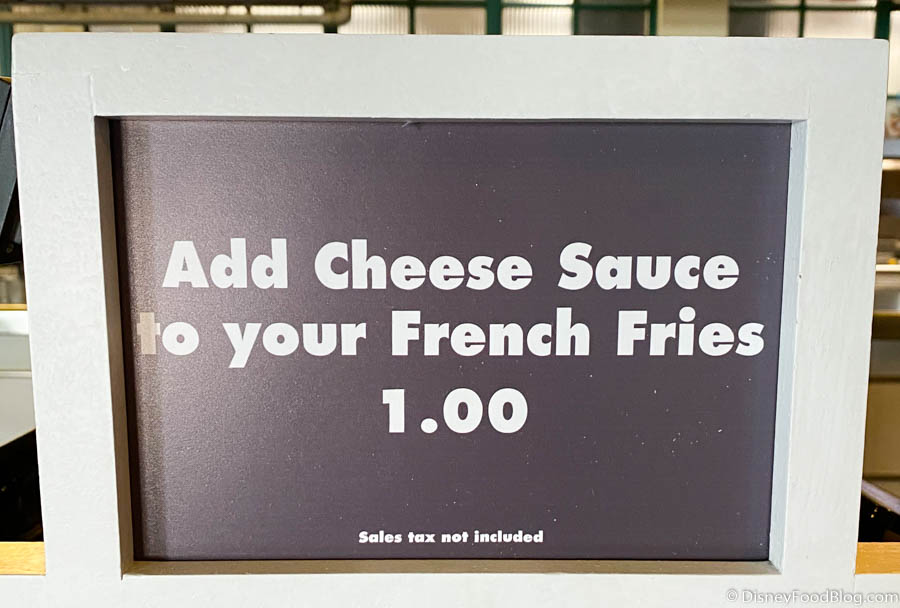 Add Cheese Sauce
to your French Fries
1.00
Sales tax not included
© DisneyFoodBlog.com